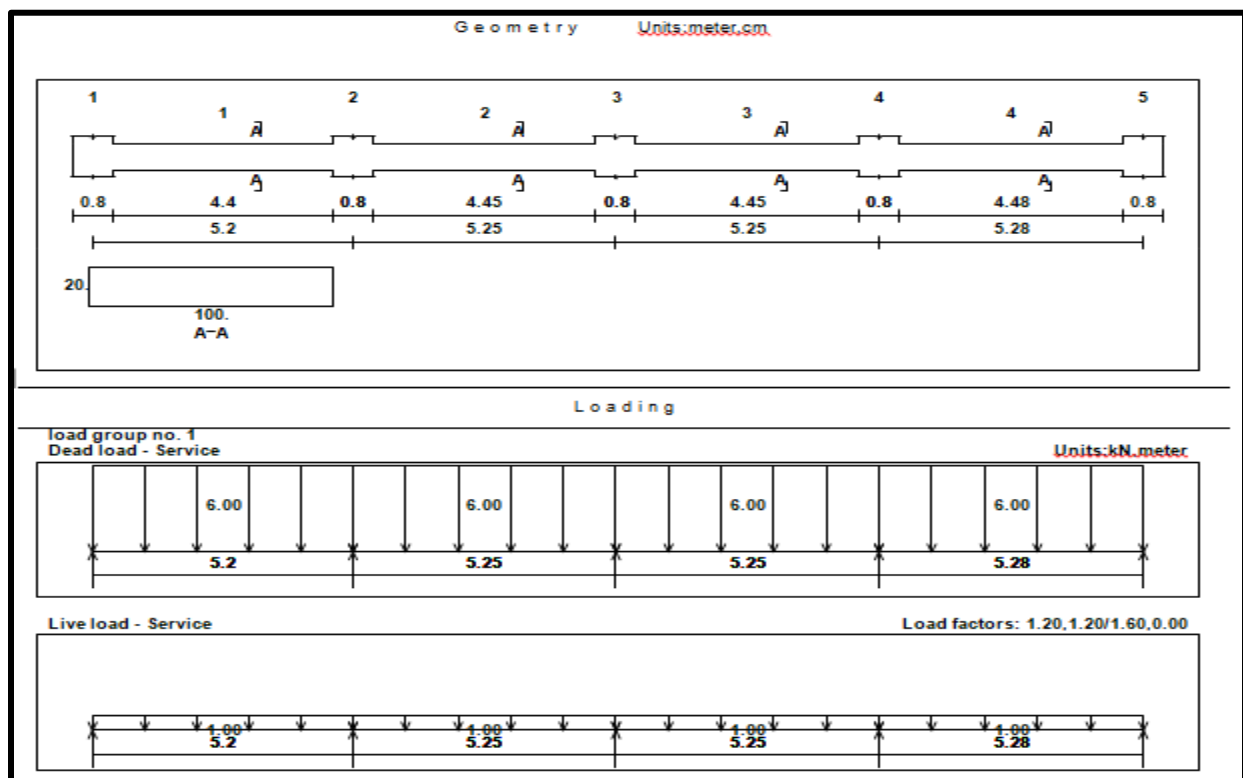 Geometry Units:meter,cm
1 2 3 4 5
1 2 3 4
A A A A
A A A A
0.8 4.4 0.8 4.45 0.8 4.45 0.8 4.48 0.8
5.2 5.25 5.25 5.28
20.
100.
A-A
Loading
load group no. 1
Dead load - Service Units:kN,meter
6.00 6.00 6.00 6.00
5.2 5.25 5.25 5.28
Live load - Service Load factors: 1.20,1.20/1.60,0.00
1.00 1.00 1.00 1.00
5.2 5.25 5.25 5.28